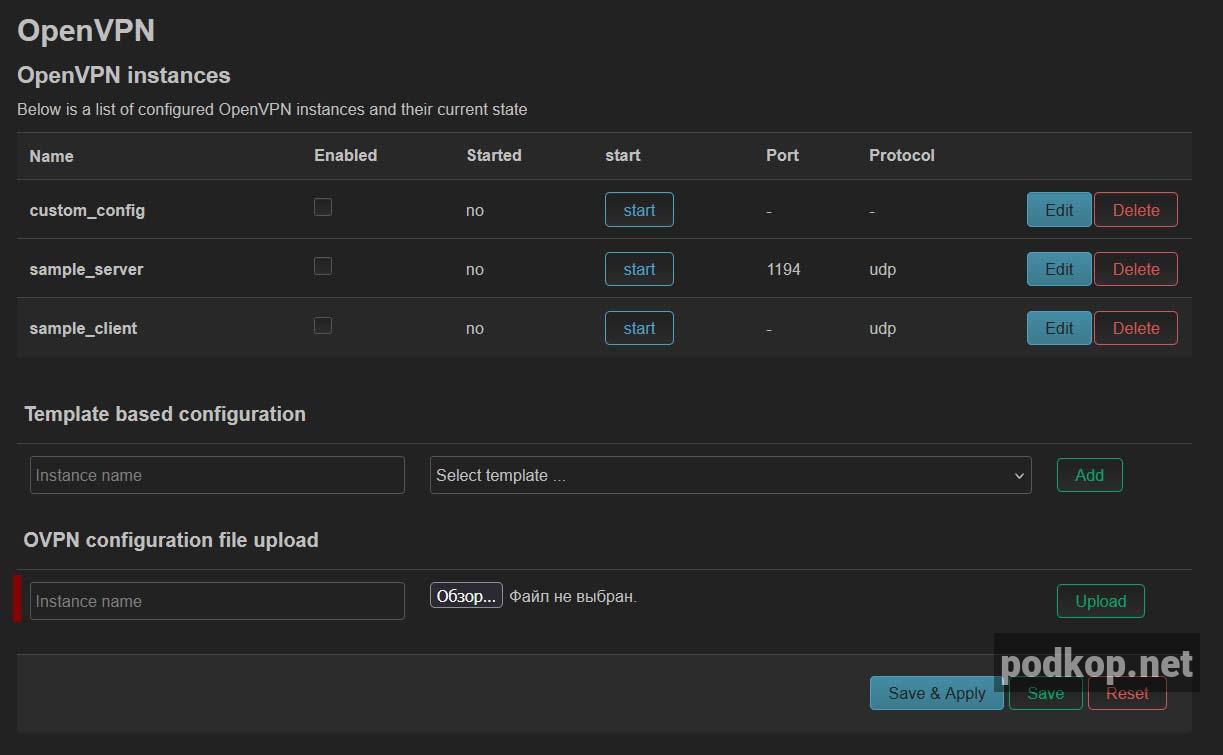 OpenVPN
OpenVPN instances
Below is a list of configured OpenVPN instances and their current state
Name Enabled Started start Port Protocol
custom_config no start - - Edit Delete
sample_server no start 1194 udp Edit Delete
sample_client no start - udp Edit Delete
Template based configuration
Instance name Select template ... Add
OVPN configuration file upload
Instance name Обзор... Файл не выбран. Upload
podkop.net
Save & Apply Save Reset